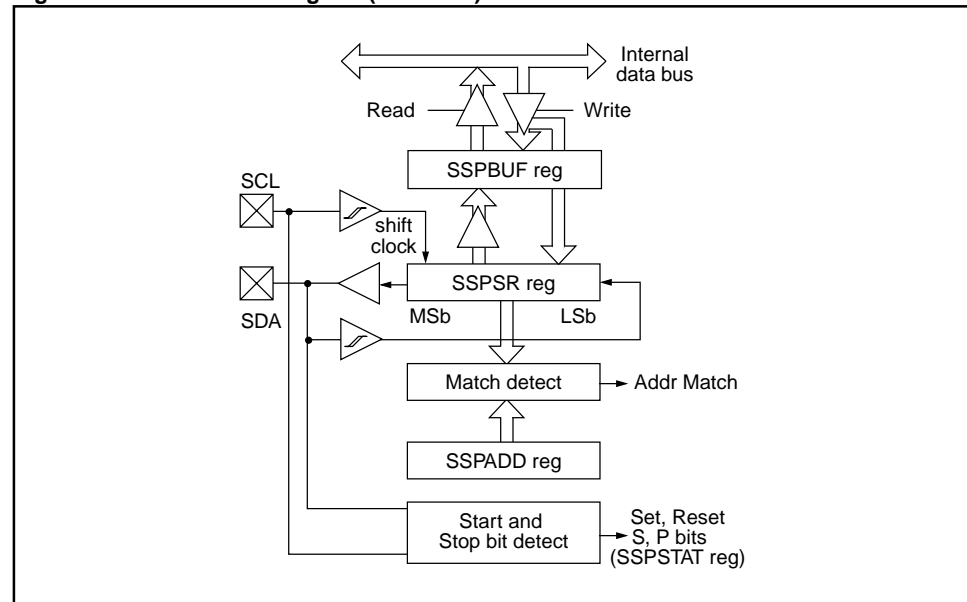 Internal
data bus
Read
Write
SSPBUF reg
SCL
shift
clock
SSPSR reg
SDA
MSb
LSb
Match detect
Addr Match
SSPADD reg
Start and
Stop bit detect
Set, Reset
S, P bits
(SSPSTAT reg)